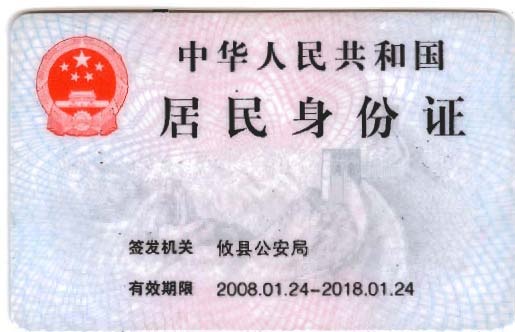 中华人民共和国
居民身份证
签发机关 攸县公安局
有效期限 2008.01.24-2018.01.24